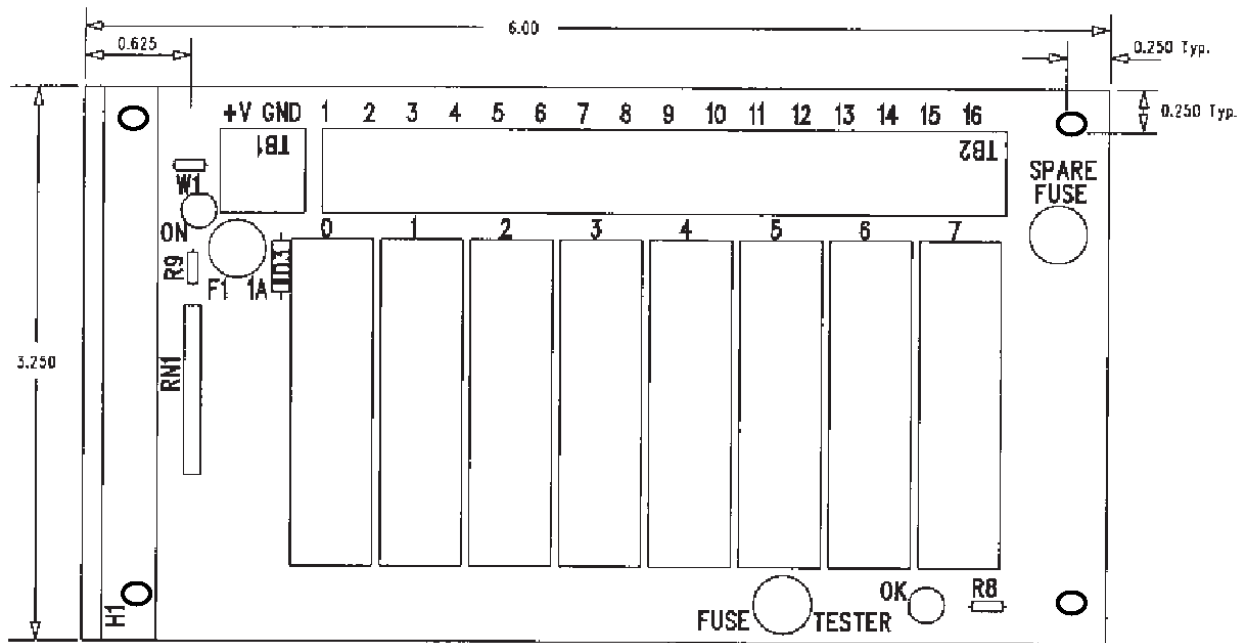 6.00
0.625
0.250 Typ.
0.250 Typ.
+V GND 1 2 3 4 5 6 7 8 9 10 11 12 13 14 15 16
TB1
TB2
SPARE
FUSE
W1
ON
0 1 2 3 4 5 6 7
R9
D3
F1 1A
3.250
RN1
OK
R8
H1
FUSE
TESTER